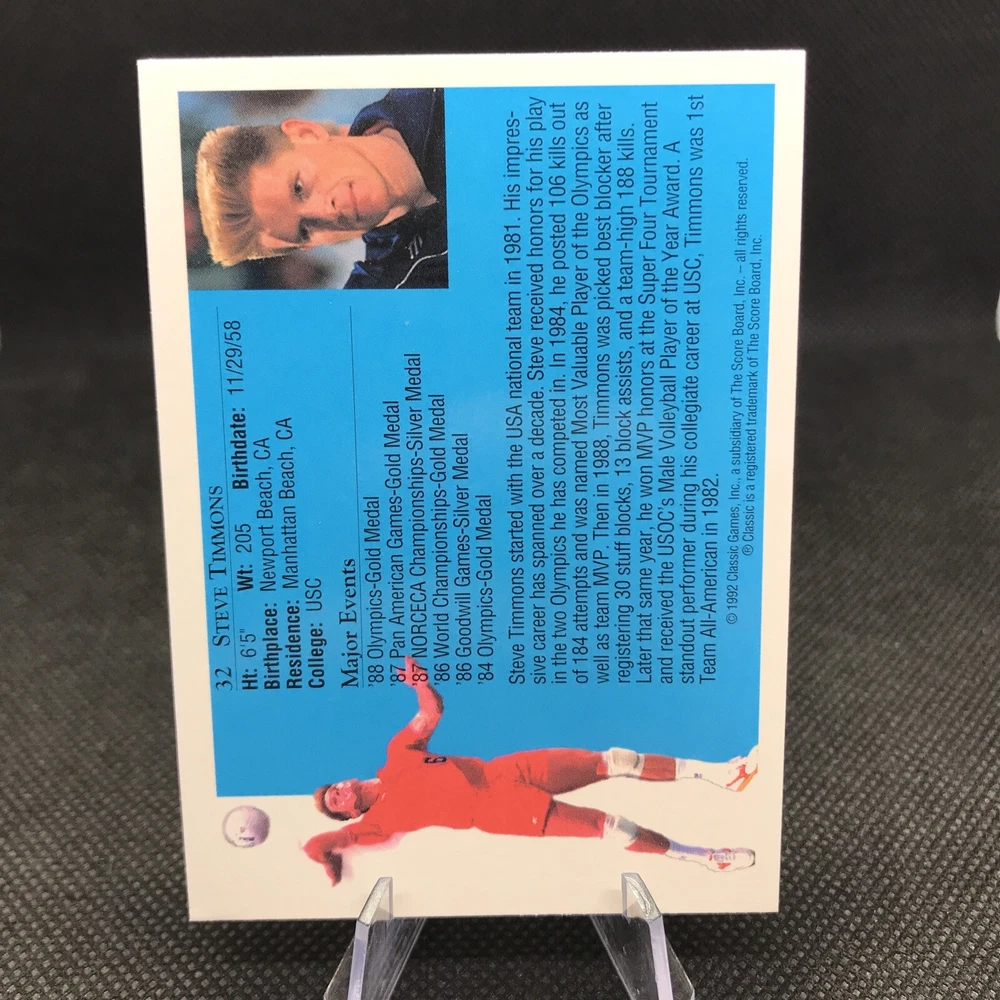 32 STEVE TIMMONS
Ht: 6'5" Wt: 205 Birthdate: 11/29/58
Birthplace: Newport Beach, CA
Residence: Manhattan Beach, CA
College: USC
Major Events
'88 Olympics-Gold Medal
'87 Pan American Games-Gold Medal
'87 NORCECA Championships-Silver Medal
'86 World Championships-Gold Medal
'86 Goodwill Games-Silver Medal
'84 Olympics-Gold Medal
Steve Timmons started with the USA national team in 1981. His impres-
sive career has spanned over a decade. Steve received honors for his play
in the two Olympics he has competed in. In 1984, he posted 106 kills out
of 184 attempts and was named Most Valuable Player of the Olympics as
well as team MVP. Then in 1988, Timmons was picked best blocker after
registering 30 stuff blocks, 13 block assists, and a team-high 188 kills.
Later that same year, he won MVP honors at the Super Four Tournament
and received the USOC's Male Volleyball Player of the Year Award. A
standout performer during his collegiate career at USC, Timmons was 1st
Team All-American in 1982.
© 1992 Classic Games, Inc., a subsidiary of The Score Board, Inc. – all rights reserved.
® Classic is a registered trademark of The Score Board, Inc.
6